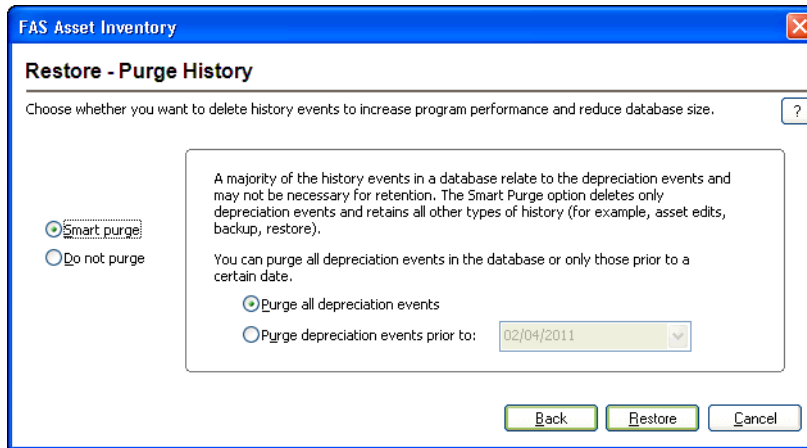 FAS Asset Inventory
Restore - Purge History
Choose whether you want to delete history events to increase program performance and reduce database size.
?
A majority of the history events in a database relate to the depreciation events and
may not be necessary for retention. The Smart Purge option deletes only
depreciation events and retains all other types of history (for example, asset edits,
backup, restore).
Smart purge
Do not purge
You can purge all depreciation events in the database or only those prior to a
certain date.
Purge all depreciation events
Purge depreciation events prior to: 02/04/2011
Back Restore Cancel